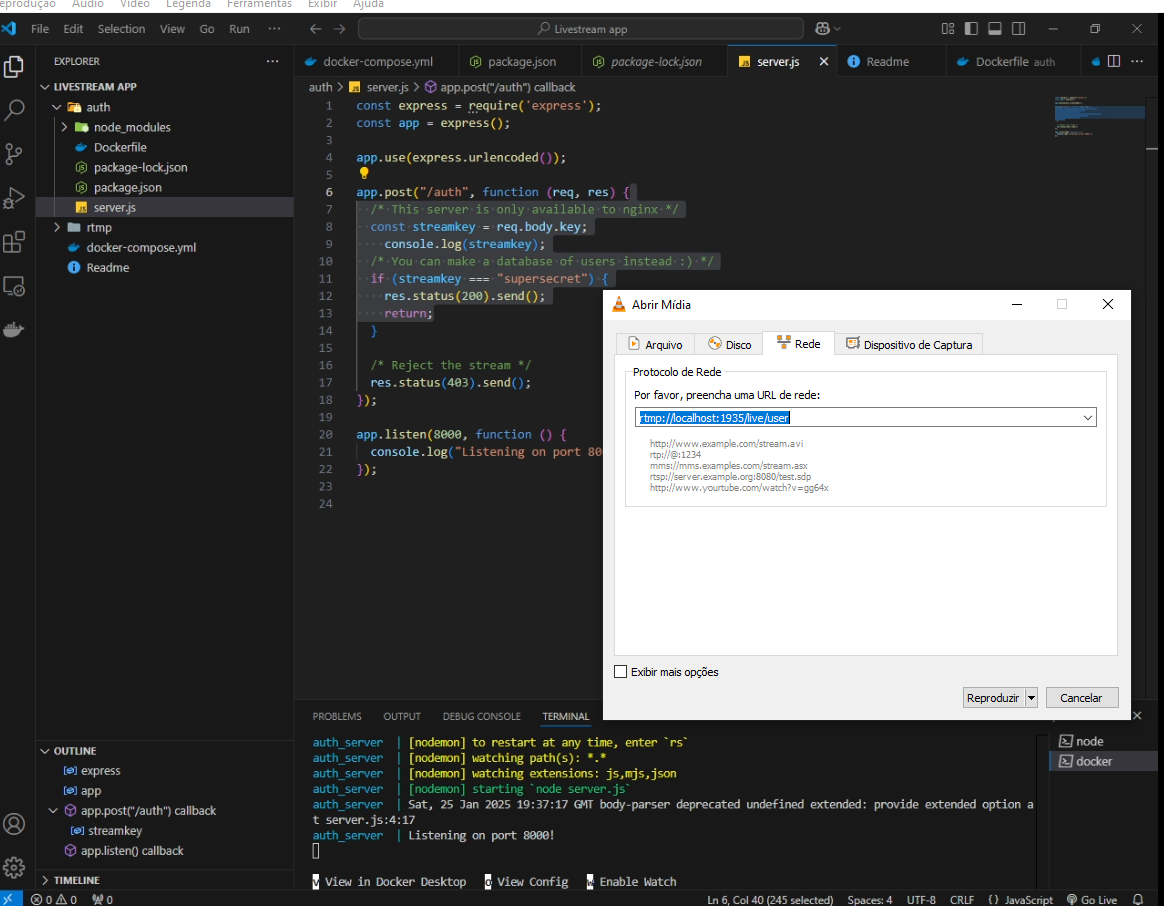 eprodução Áudio Vídeo Legenda Ferramentas Exibir Ajuda
File Edit Selection View Go Run ··· Livestream app
EXPLORER ···
LIVESTREAM APP
auth
node_modules
Dockerfile
package-lock.json
package.json
server.js
rtmp
docker-compose.yml
Readme
OUTLINE
express
app
app.post("/auth") callback
streamkey
app.listen() callback
TIMELINE
docker-compose.yml package.json package-lock.json server.js Readme Dockerfile auth ···
auth > server.js > app.post("/auth") callback
1 const express = require('express');
2 const app = express();
3
4 app.use(express.urlencoded());
5
6 app.post("/auth", function (req, res) {
7 /* This server is only available to nginx */
8 const streamkey = req.body.key;
9 console.log(streamkey);
10 /* You can make a database of users instead :) */
11 if (streamkey === "supersecret") {
12 res.status(200).send();
13 return;
14 }
15
16 /* Reject the stream */
17 res.status(403).send();
18 });
19
20 app.listen(8000, function () {
21 console.log("Listening on port 80
22 });
23
24
Abrir Mídia
Arquivo Disco Rede Dispositivo de Captura
Protocolo de Rede
Por favor, preencha uma URL de rede:
rtmp://localhost:1935/live/user
http://www.example.com/stream.avi
rtp://@:1234
mms://mms.examples.com/stream.asx
rtsp://server.example.org:8080/test.sdp
http://www.yourtube.com/watch?v=gg64x
Exibir mais opções
Reproduzir Cancelar
PROBLEMS OUTPUT DEBUG CONSOLE TERMINAL
auth_server | [nodemon] to restart at any time, enter `rs`
auth_server | [nodemon] watching path(s): *.*
auth_server | [nodemon] watching extensions: js,mjs,json
auth_server | [nodemon] starting `node server.js`
auth_server | Sat, 25 Jan 2025 19:37:17 GMT body-parser deprecated undefined extended: provide extended option a
t server.js:4:17
auth_server | Listening on port 8000!
v View in Docker Desktop o View Config w Enable Watch
node
docker
0 0 0 Ln 6, Col 40 (245 selected) Spaces: 4 UTF-8 CRLF {} JavaScript Go Live